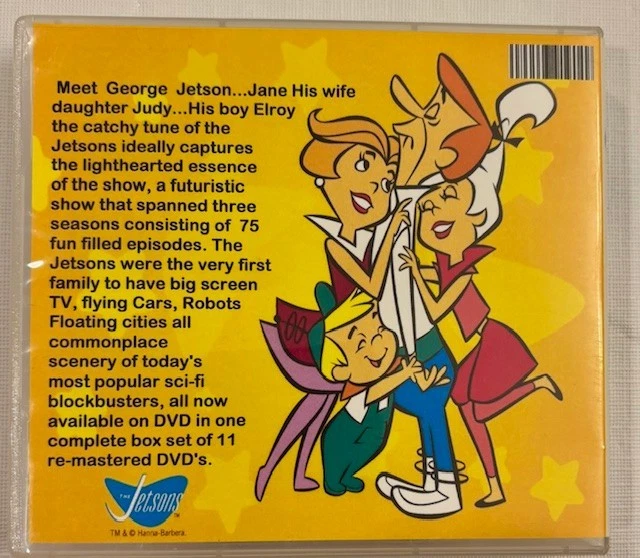 Meet George Jetson...Jane His wife
daughter Judy...His boy Elroy
the catchy tune of the
Jetsons ideally captures
the lighthearted essence
of the show, a futuristic
show that spanned three
seasons consisting of 75
fun filled episodes. The
Jetsons were the very first
family to have big screen
TV, flying Cars, Robots
Floating cities all
commonplace
scenery of today's
most popular sci-fi
blockbusters, all now
available on DVD in one
complete box set of 11
re-mastered DVD's.
THE
Jetsons™
TM & © Hanna-Barbera.